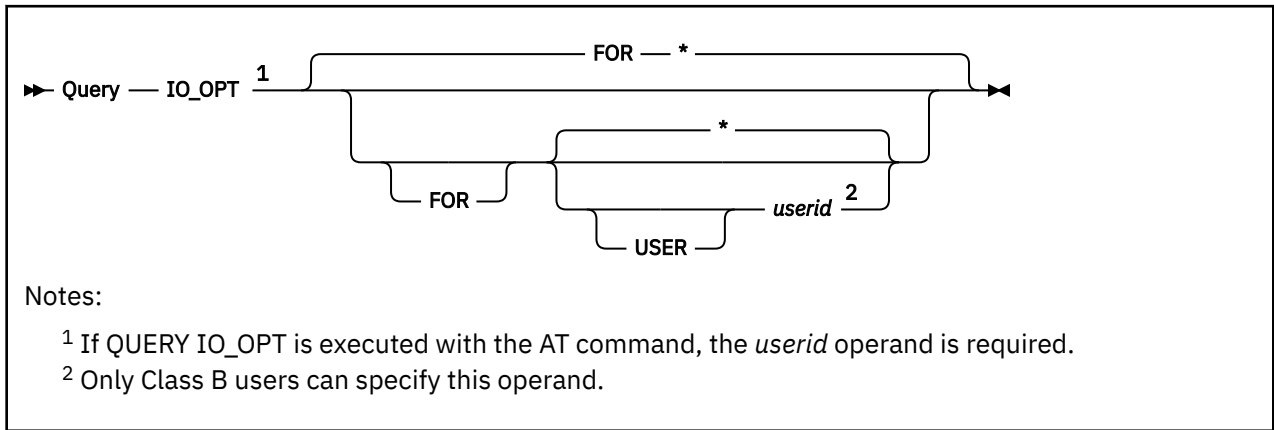 FOR *
Query IO_OPT 1
*
FOR
userid 2
USER
Notes:
1 If QUERY IO_OPT is executed with the AT command, the userid operand is required.
2 Only Class B users can specify this operand.